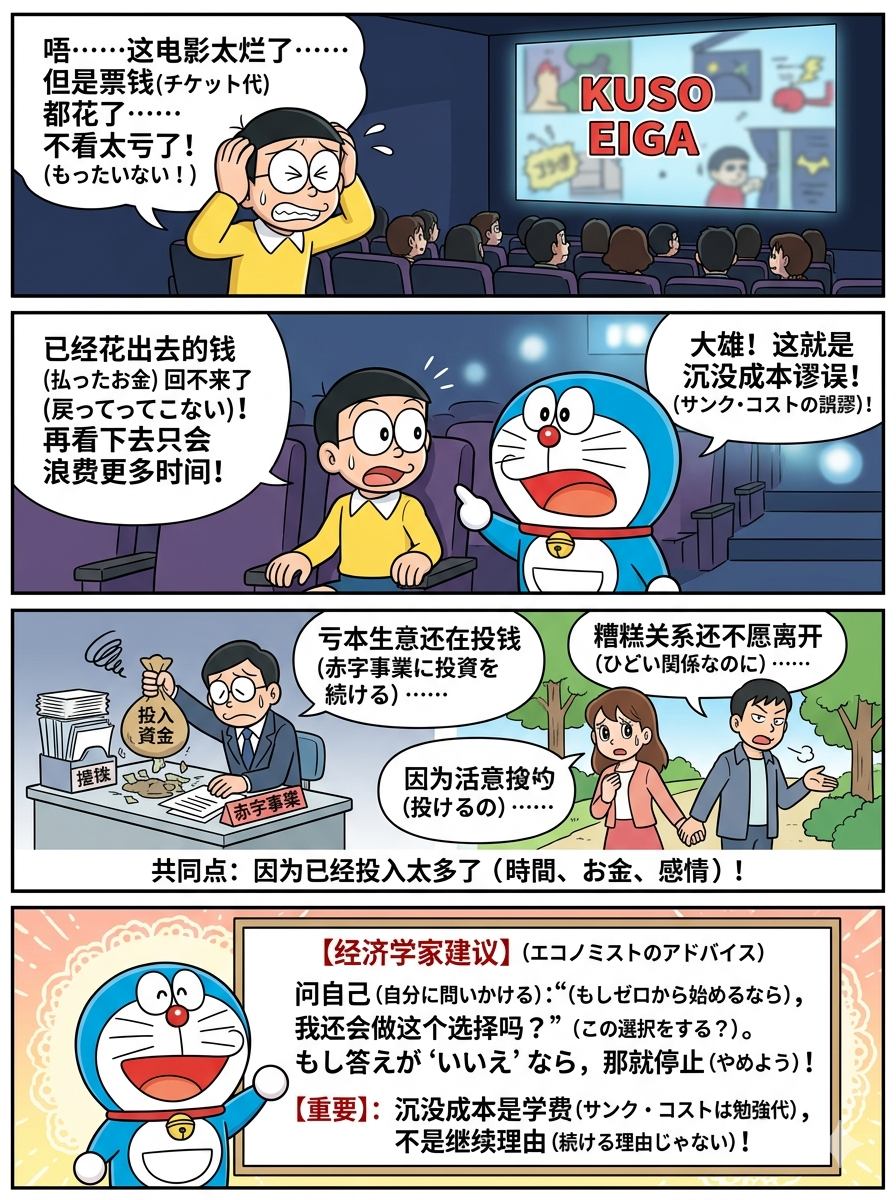 唔……这电影太烂了……
但是票钱(チケット代)
都花了……
不看太亏了！
(もったいない！)
KUSO
EIGA
已经花出去的钱
(払ったお金) 回不来了
(戻ってってこない)！
再看下去只会
浪费更多时间！
大雄！这就是
沉没成本谬误！
(サンク・コストの誤謬)！
亏本生意还在投钱
(赤字事業に投資を
続ける) ……
糟糕关系还不愿离开
(ひどい関係なのに) ……
投入
資金
赤字事業
因为活意
(投けるの) ……
共同点：因为已经投入太多了（時間、お金、感情）！
【经济学家建议】(エコノミストのアドバイス)
问自己(自分に問いかける)：“(もしゼロから始めるなら)，
我还会做这个选择吗？” (この選択をする？)。
もし答えが ‘いいえ’ なら，那就停止(やめよう)！
【重要】：沉没成本是学费(サンク・コストは勉強代)，
不是继续理由(続ける理由じゃない)！